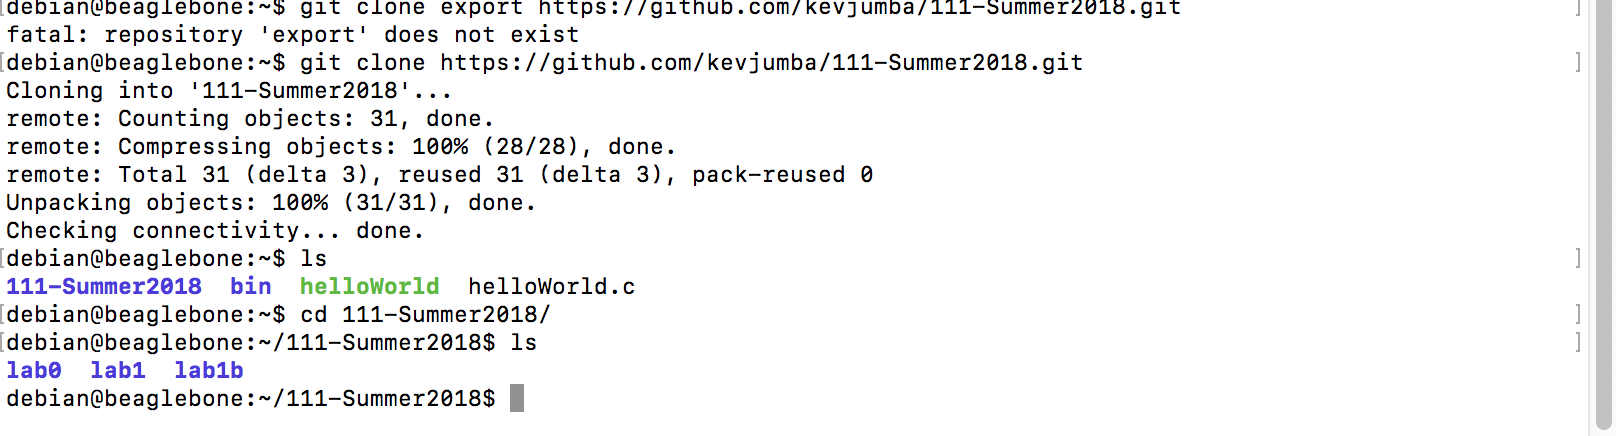 debian@beaglebone:~$ git clone export https://github.com/kevjumba/111-Summer2018.git
fatal: repository 'export' does not exist
[debian@beaglebone:~$ git clone https://github.com/kevjumba/111-Summer2018.git ]
Cloning into '111-Summer2018'...
remote: Counting objects: 31, done.
remote: Compressing objects: 100% (28/28), done.
remote: Total 31 (delta 3), reused 31 (delta 3), pack-reused 0
Unpacking objects: 100% (31/31), done.
Checking connectivity... done.
[debian@beaglebone:~$ ls ]
111-Summer2018  bin  helloWorld  helloWorld.c
[debian@beaglebone:~$ cd 111-Summer2018/ ]
[debian@beaglebone:~/111-Summer2018$ ls ]
lab0  lab1  lab1b
debian@beaglebone:~/111-Summer2018$